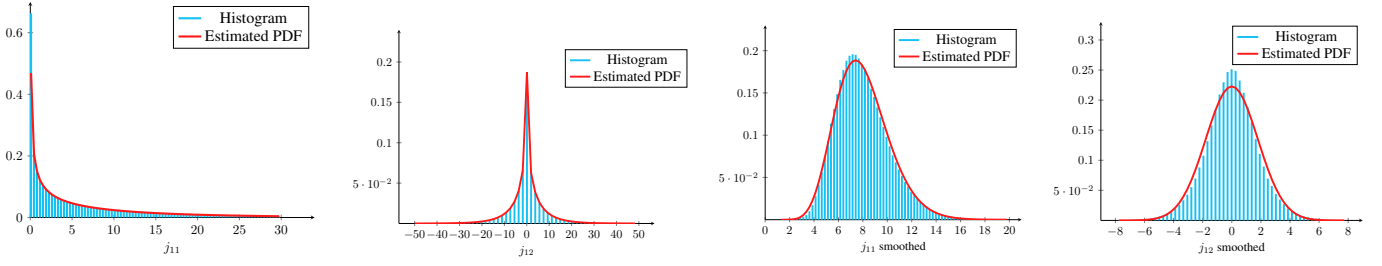 Histogram
Estimated PDF
0.6
0.4
0.2
0
0 5 10 15 20 25 30
j11
Histogram
Estimated PDF
0.2
0.15
0.1
5 · 10−2
−50 −40 −30 −20 −10 0 10 20 30 40 50
j12
Histogram
Estimated PDF
0.2
0.15
0.1
5 · 10−2
0 2 4 6 8 10 12 14 16 18 20
j11 smoothed
Histogram
Estimated PDF
0.3
0.25
0.2
0.15
0.1
5 · 10−2
−8 −6 −4 −2 0 2 4 6 8
j12 smoothed